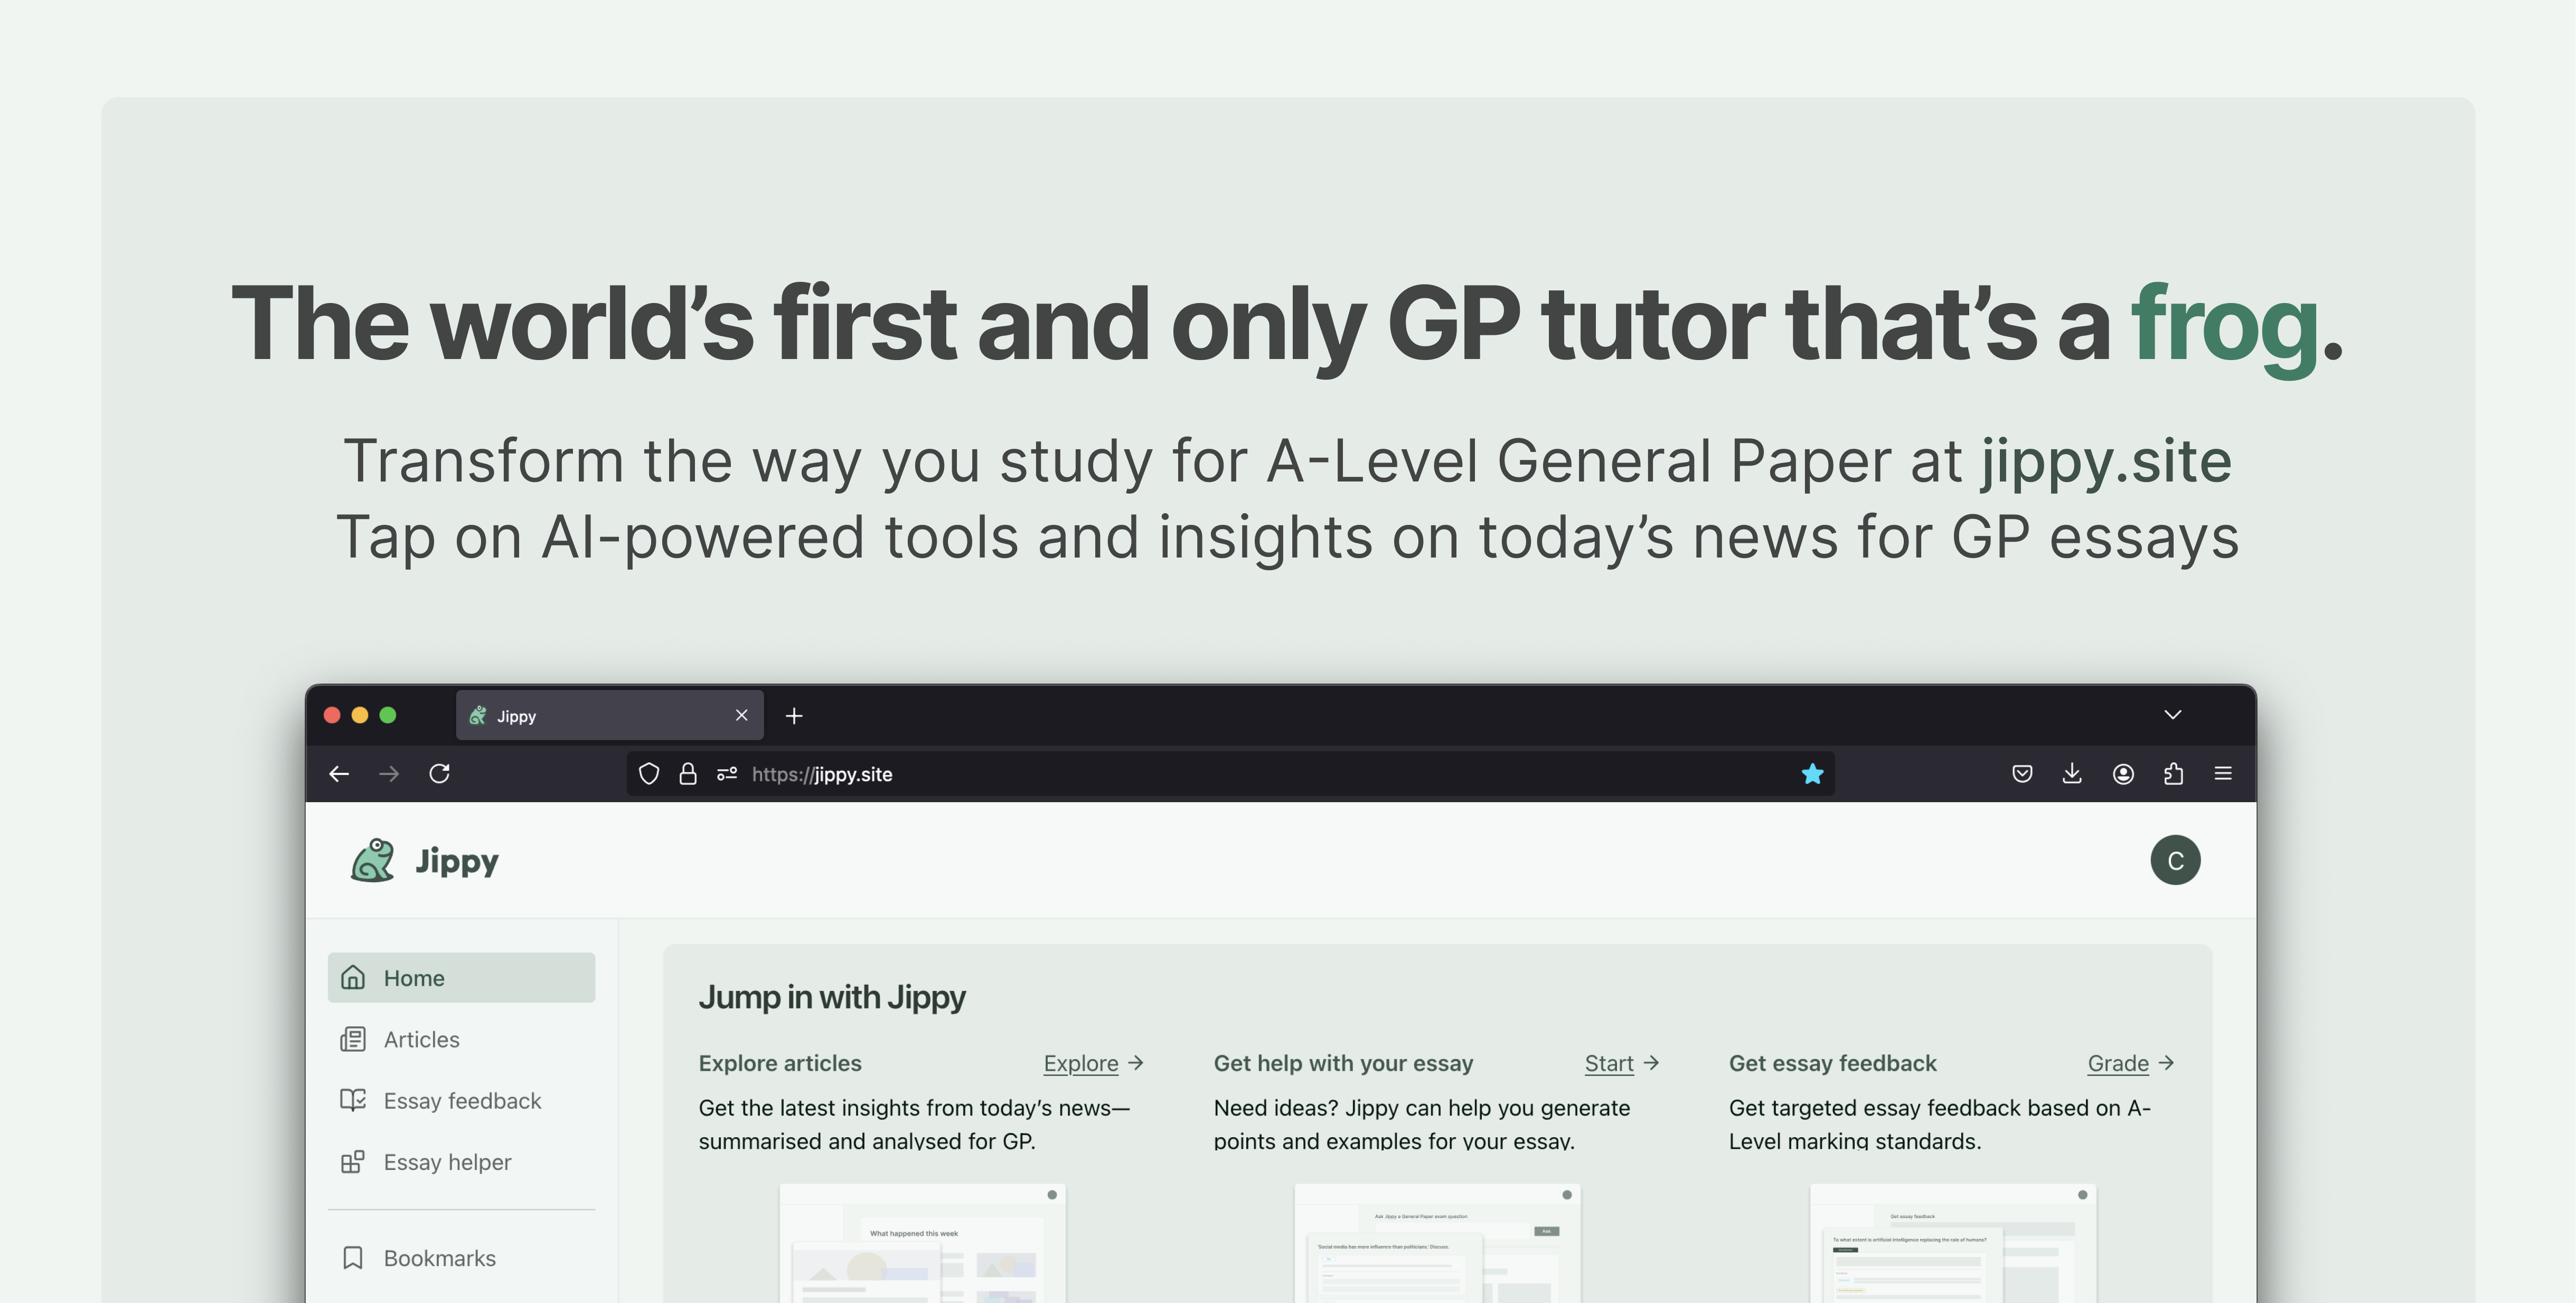 The world’s first and only GP tutor that’s a frog.
Transform the way you study for A-Level General Paper at jippy.site
Tap on AI-powered tools and insights on today’s news for GP essays
Jippy
https://jippy.site
Jippy
C
Home
Articles
Essay feedback
Essay helper
Bookmarks
Jump in with Jippy
Explore articles
Explore →
Get the latest insights from today’s news—
summarised and analysed for GP.
Get help with your essay
Start →
Need ideas? Jippy can help you generate
points and examples for your essay.
Get essay feedback
Grade →
Get targeted essay feedback based on A-
Level marking standards.
What happened this week
Ask Jippy a General Paper exam question
Ask
'Social media has more influence than politicians.' Discuss.
Get essay feedback
To what extent is artificial intelligence replacing the role of humans?